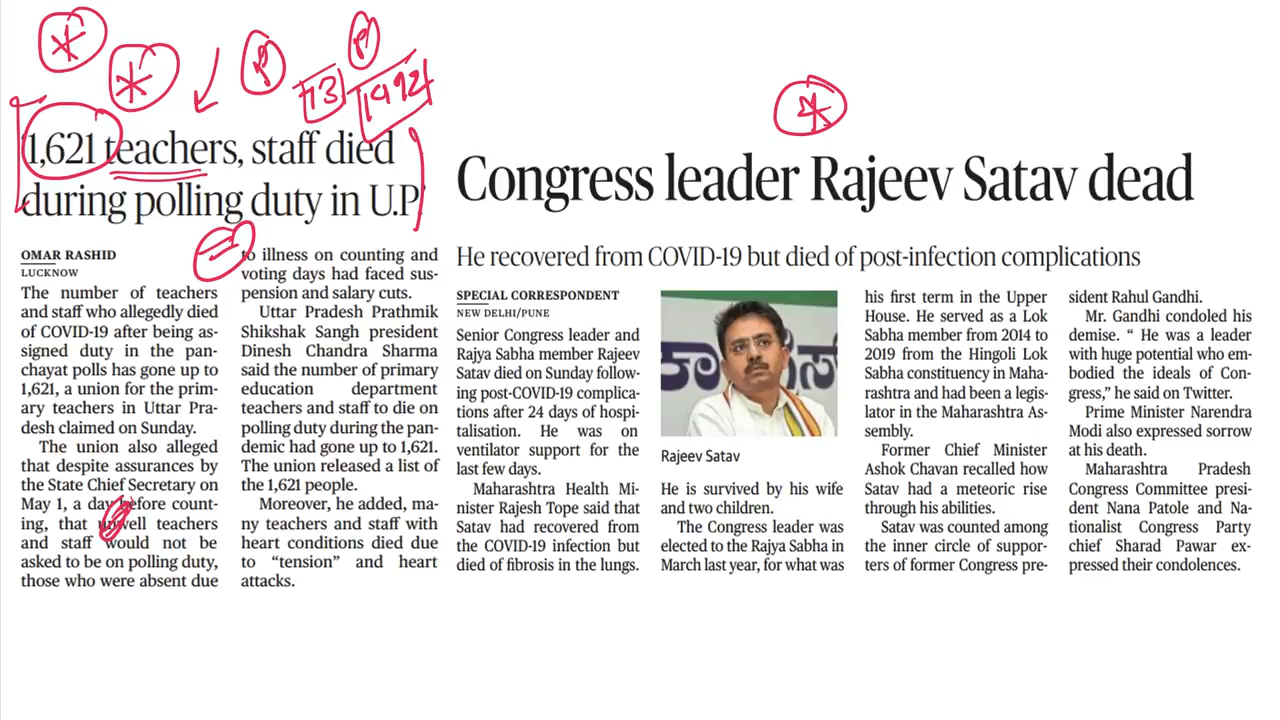 73
1992
1,621 teachers, staff died
during polling duty in U.P.
OMAR RASHID
LUCKNOW
The number of teachers
and staff who allegedly died
of COVID-19 after being as-
signed duty in the pan-
chayat polls has gone up to
1,621, a union for the prim-
ary teachers in Uttar Pra-
desh claimed on Sunday.
The union also alleged
that despite assurances by
the State Chief Secretary on
May 1, a day before count-
ing, that unwell teachers
and staff would not be
asked to be on polling duty,
those who were absent due
to illness on counting and
voting days had faced sus-
pension and salary cuts.
Uttar Pradesh Prathmik
Shikshak Sangh president
Dinesh Chandra Sharma
said the number of primary
education department
teachers and staff to die on
polling duty during the pan-
demic had gone up to 1,621.
The union released a list of
the 1,621 people.
Moreover, he added, ma-
ny teachers and staff with
heart conditions died due
to “tension” and heart
attacks.
Congress leader Rajeev Satav dead
He recovered from COVID-19 but died of post-infection complications
SPECIAL CORRESPONDENT
NEW DELHI/PUNE
Senior Congress leader and
Rajya Sabha member Rajeev
Satav died on Sunday follow-
ing post-COVID-19 complica-
tions after 24 days of hospi-
talisation. He was on
ventilator support for the
last few days.
Maharashtra Health Mi-
nister Rajesh Tope said that
Satav had recovered from
the COVID-19 infection but
died of fibrosis in the lungs.
Rajeev Satav
He is survived by his wife
and two children.
The Congress leader was
elected to the Rajya Sabha in
March last year, for what was
his first term in the Upper
House. He served as a Lok
Sabha member from 2014 to
2019 from the Hingoli Lok
Sabha constituency in Maha-
rashtra and had been a legis-
lator in the Maharashtra As-
sembly.
Former Chief Minister
Ashok Chavan recalled how
Satav had a meteoric rise
through his abilities.
Satav was counted among
the inner circle of suppor-
ters of former Congress pre-
sident Rahul Gandhi.
Mr. Gandhi condoled his
demise. “ He was a leader
with huge potential who em-
bodied the ideals of Con-
gress,” he said on Twitter.
Prime Minister Narendra
Modi also expressed sorrow
at his death.
Maharashtra Pradesh
Congress Committee presi-
dent Nana Patole and Na-
tionalist Congress Party
chief Sharad Pawar ex-
pressed their condolences.